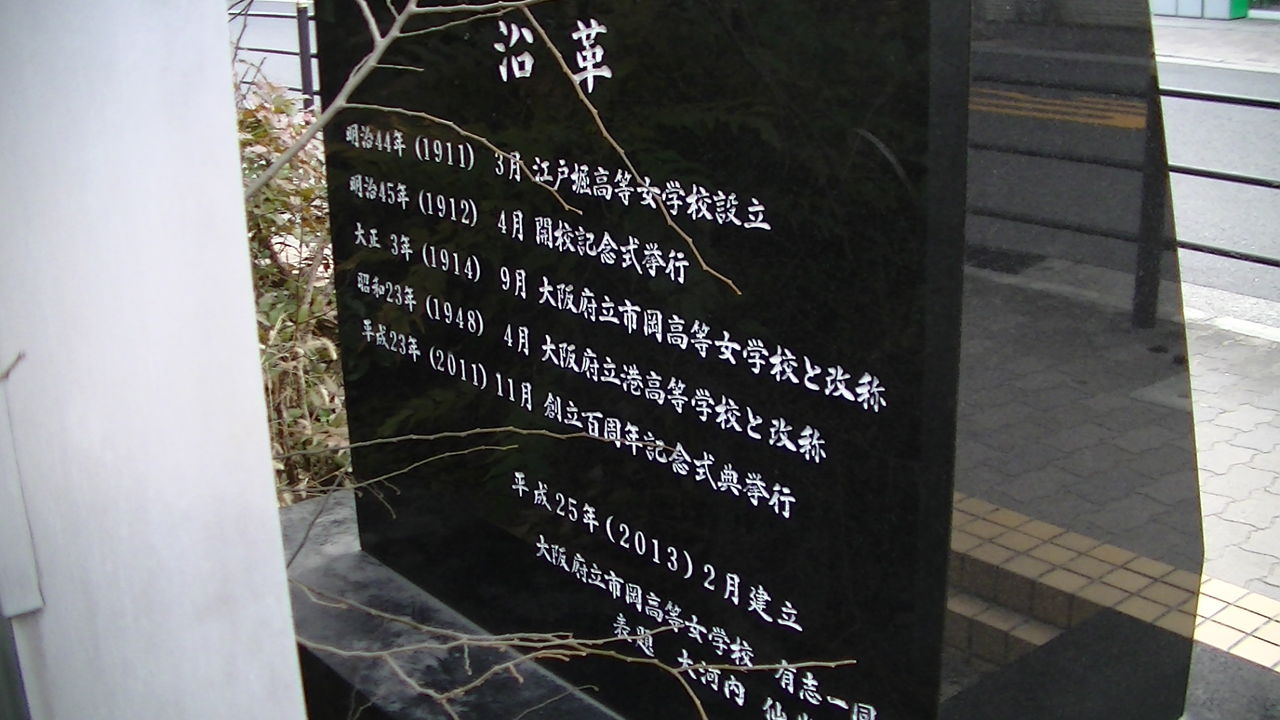 沿革
明治44年 (1911) 3月 江戸堀高等女学校設立
明治45年 (1912) 4月 開校記念式挙行
大正 3年 (1914) 9月 大阪府立市岡高等女学校と改称
昭和23年 (1948) 4月 大阪府立港高等学校と改称
平成23年 (2011) 11月 創立百周年記念式典挙行
平成25年 (2013) 2月建立
大阪府立市岡高等女学校 有志一同
表題 大河内